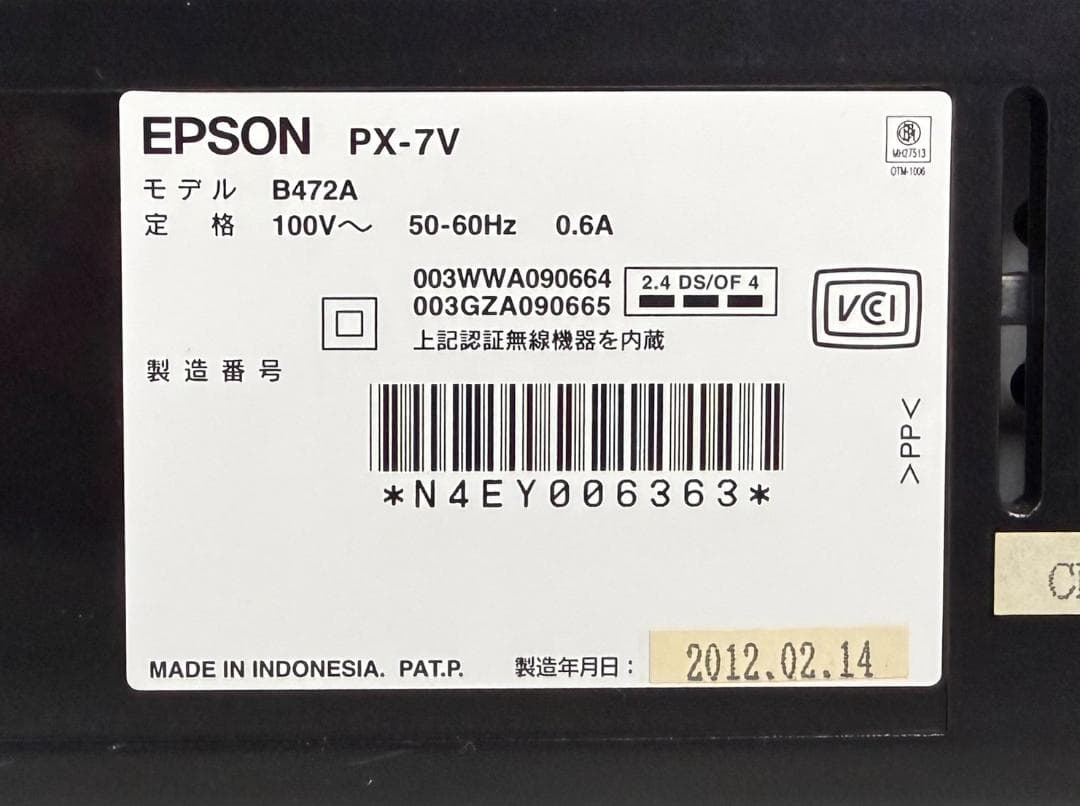 EPSON PX-7V
MH27513
OTM-1006
モデル B472A
定 格 100V～ 50-60Hz 0.6A
003WWA090664
003GZA090665
2.4 DS/OF 4
上記認証無線機器を内蔵
VCCI
製造番号
>PP<
*N4EY006363*
MADE IN INDONESIA. PAT.P. 製造年月日：
2012.02.14